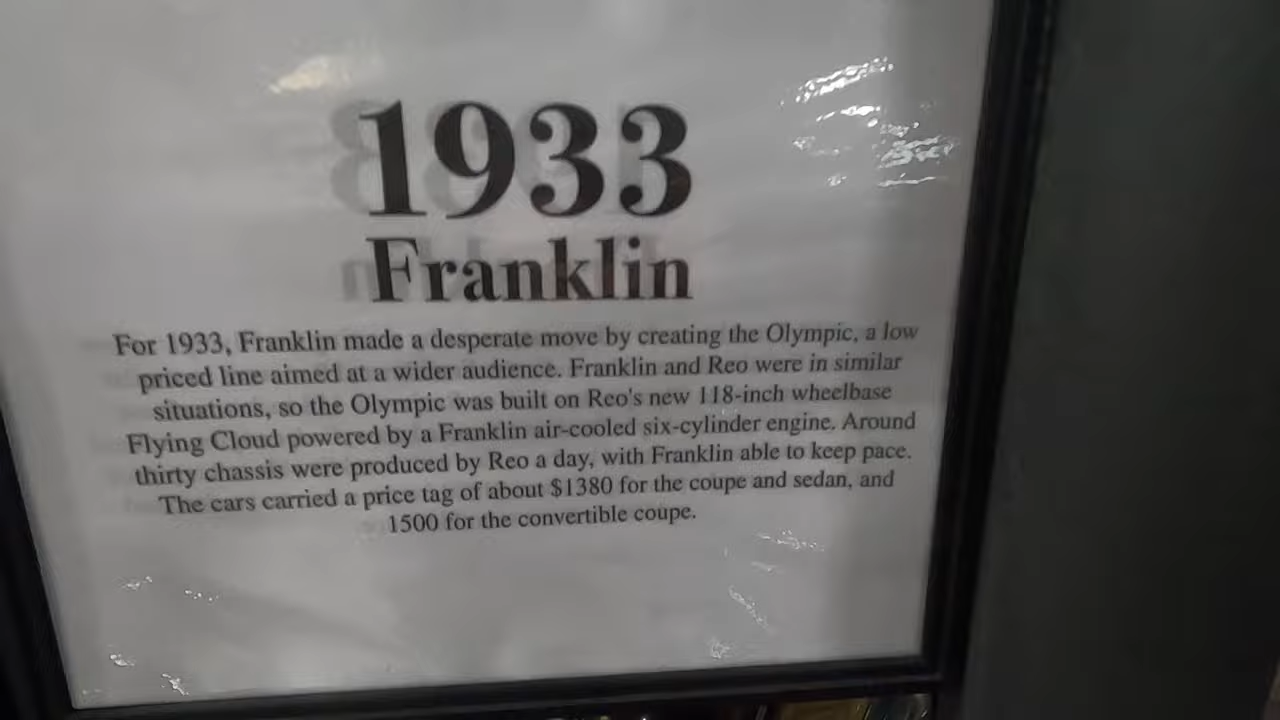 1933
Franklin
For 1933, Franklin made a desperate move by creating the Olympic, a low
priced line aimed at a wider audience. Franklin and Reo were in similar
situations, so the Olympic was built on Reo's new 118-inch wheelbase
Flying Cloud powered by a Franklin air-cooled six-cylinder engine. Around
thirty chassis were produced by Reo a day, with Franklin able to keep pace.
The cars carried a price tag of about $1380 for the coupe and sedan, and
1500 for the convertible coupe.